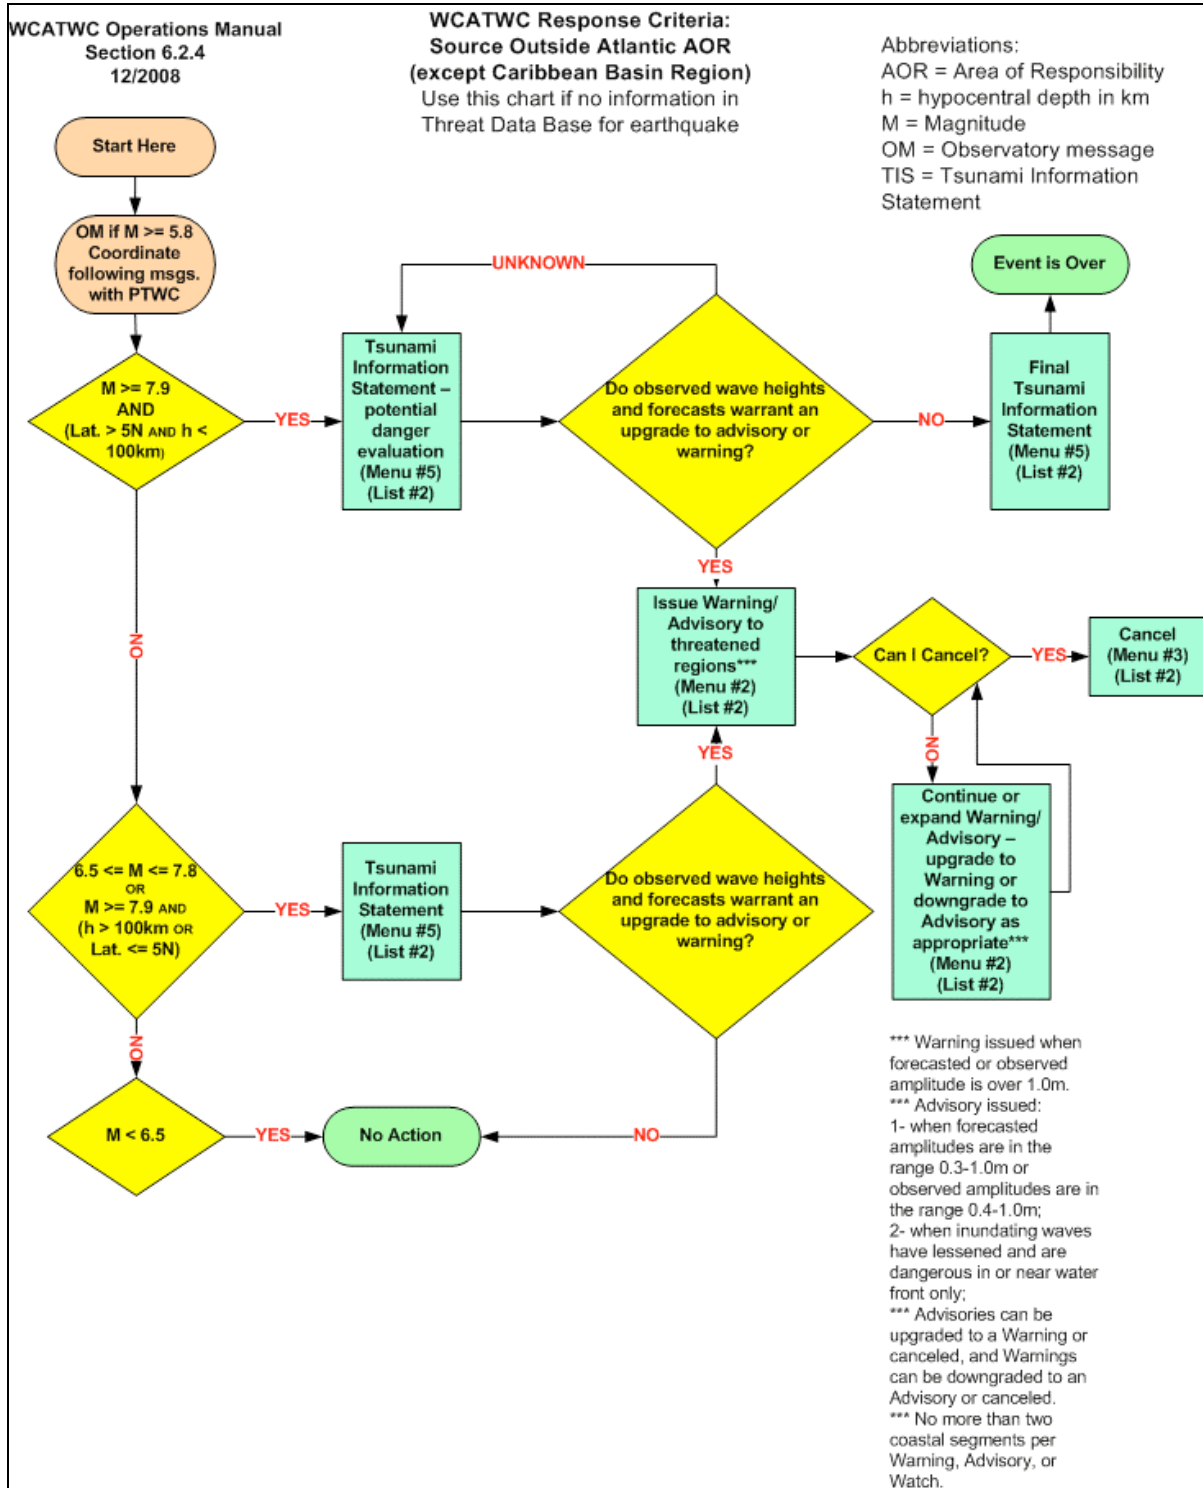 WCATWC Operations Manual
Section 6.2.4
12/2008
WCATWC Response Criteria:
Source Outside Atlantic AOR
(except Caribbean Basin Region)
Use this chart if no information in
Threat Data Base for earthquake
Abbreviations:
AOR = Area of Responsibility
h = hypocentral depth in km
M = Magnitude
OM = Observatory message
TIS = Tsunami Information
Statement
Start Here
OM if M >= 5.8
Coordinate
following msgs.
with PTWC
M >= 7.9
AND
(Lat. > 5N AND h <
100km)
YES
Tsunami
Information
Statement –
potential
danger
evaluation
(Menu #5)
(List #2)
UNKNOWN
Do observed wave heights
and forecasts warrant an
upgrade to advisory or
warning?
NO
Final
Tsunami
Information
Statement
(Menu #5)
(List #2)
Event is Over
YES
Issue Warning/
Advisory to
threatened
regions***
(Menu #2)
(List #2)
Can I Cancel?
YES
Cancel
(Menu #3)
(List #2)
NO
Continue or
expand Warning/
Advisory –
upgrade to
Warning or
downgrade to
Advisory as
appropriate***
(Menu #2)
(List #2)
NO
6.5 <= M <= 7.8
OR
M >= 7.9 AND
(h > 100km OR
Lat. <= 5N)
YES
Tsunami
Information
Statement
(Menu #5)
(List #2)
Do observed wave heights
and forecasts warrant an
upgrade to advisory or
warning?
YES
NO
NO
M < 6.5
YES
No Action
*** Warning issued when
forecasted or observed
amplitude is over 1.0m.
*** Advisory issued:
1- when forecasted
amplitudes are in the
range 0.3-1.0m or
observed amplitudes are in
the range 0.4-1.0m;
2- when inundating waves
have lessened and are
dangerous in or near water
front only;
*** Advisories can be
upgraded to a Warning or
canceled, and Warnings
can be downgraded to an
Advisory or canceled.
*** No more than two
coastal segments per
Warning, Advisory, or
Watch.